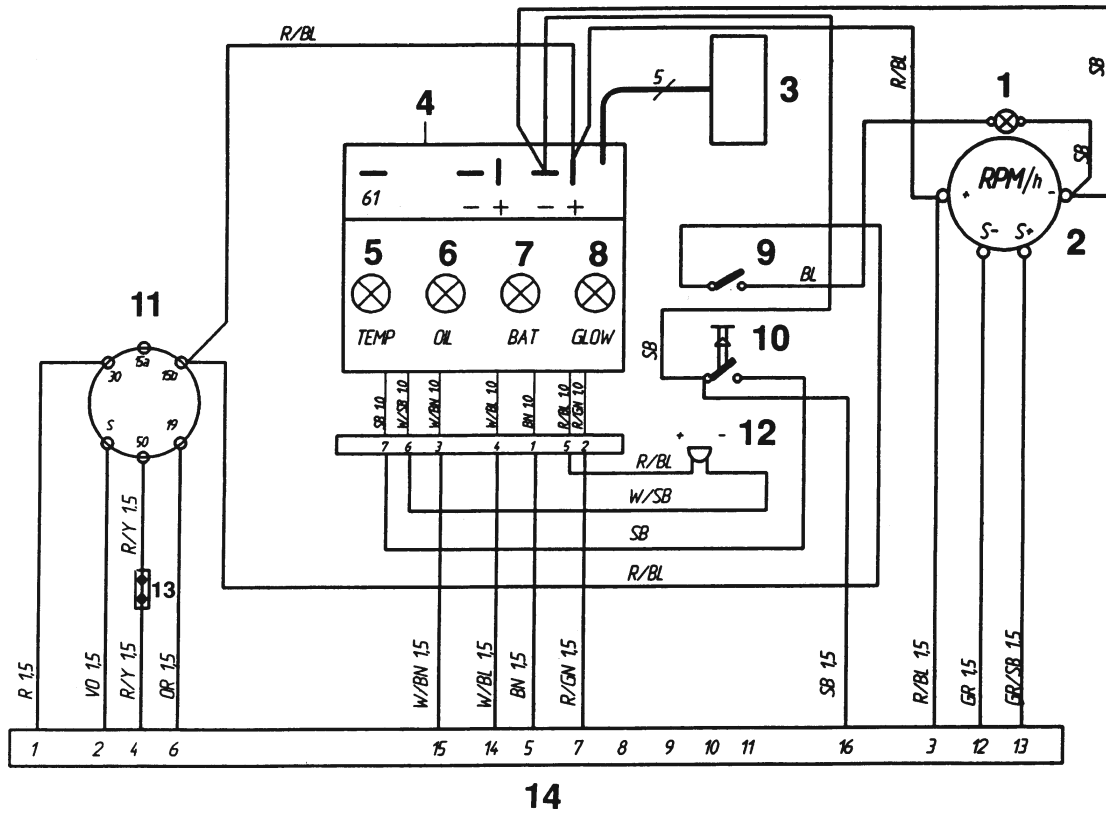 R/BL
5
3
4
R/BL
1
SB
SB
RPM/h
+ -
S- S+
2
61
- + - +
5 6 7 8
TEMP OIL BAT GLOW
9
BL
SB
10
11
15a
30 15b
S 19
50
SB 1.0
W/SB 1.0
W/BN 1.0
W/BL 1.0
BN 1.0
R/BL 1.0
R/GN 1.0
7 6 3 4 1 5 2
+ -
12
R/BL
W/SB
SB
R/BL
R/Y 1,5
13
R 1,5
VO 1,5
R/Y 1,5
OR 1,5
W/BN 1,5
W/BL 1,5
BN 1,5
R/GN 1,5
SB 1,5
R/BL 1,5
GR 1,5
GR/SB 1,5
1 2 4 6 15 14 5 7 8 9 10 11 16 3 12 13
14